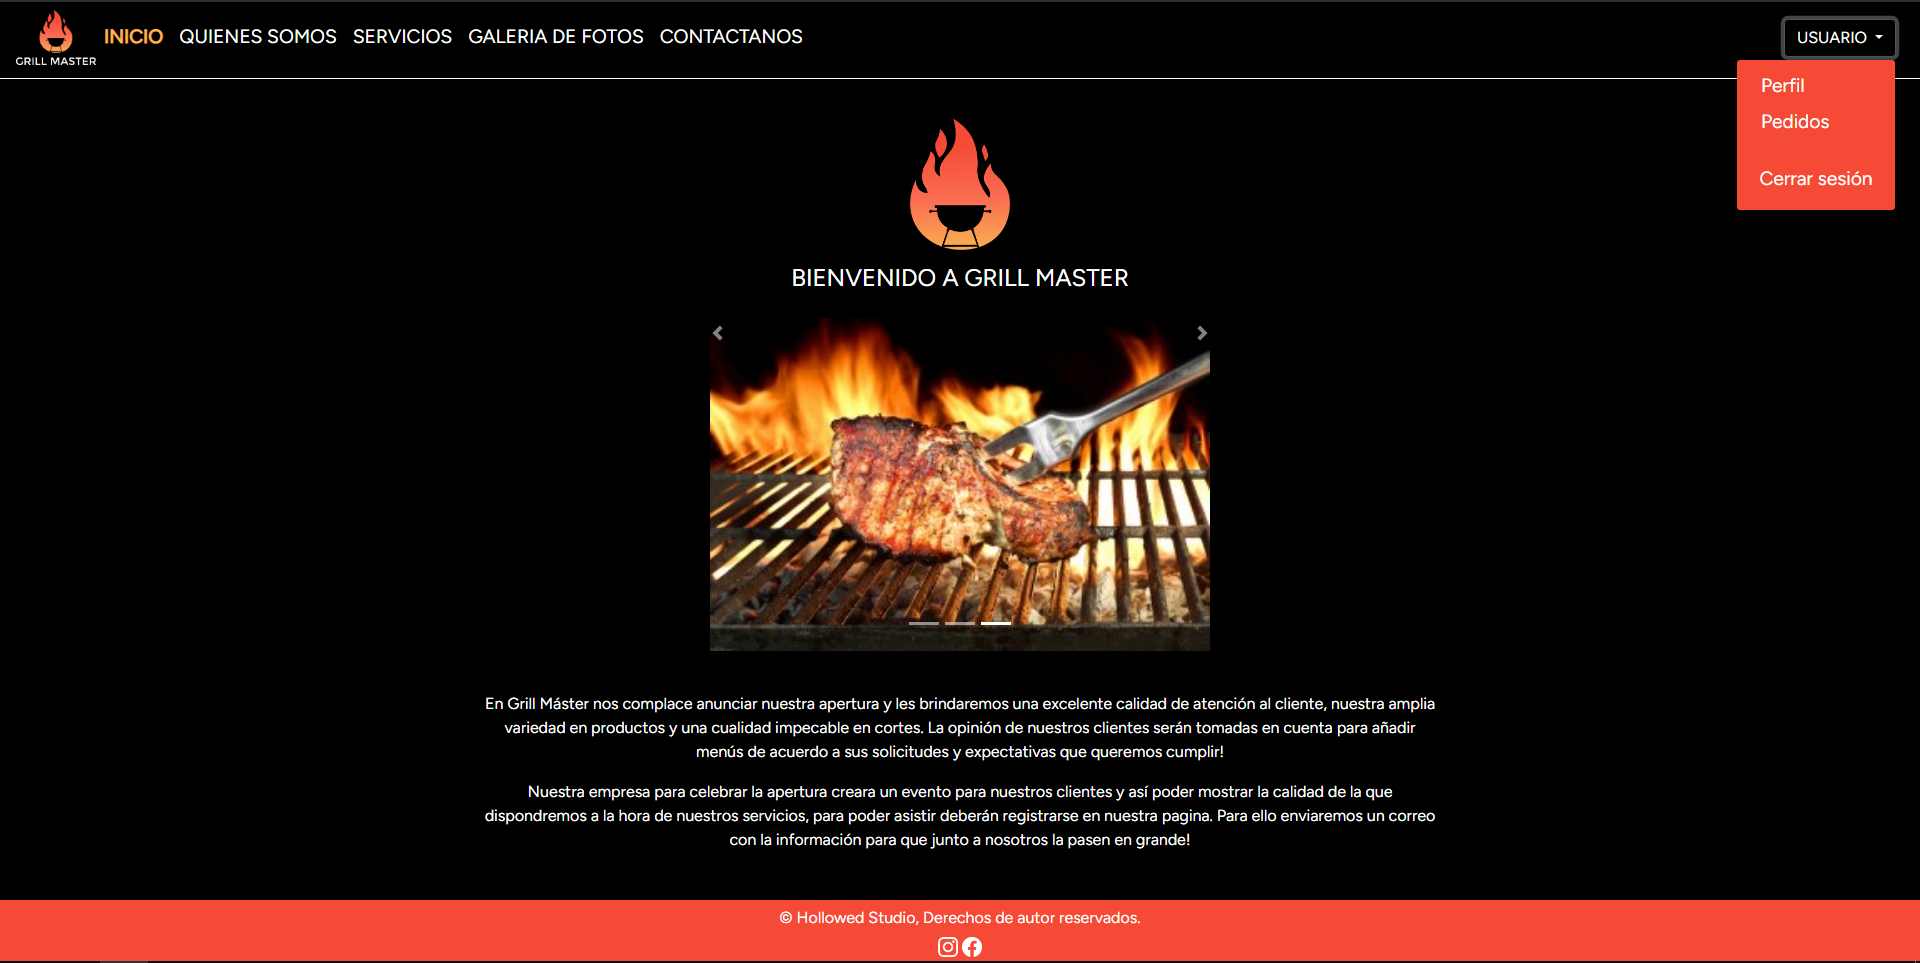 GRILL MASTER
INICIO QUIENES SOMOS SERVICIOS GALERIA DE FOTOS CONTACTANOS
USUARIO
Perfil
Pedidos
Cerrar sesión
BIENVENIDO A GRILL MASTER
En Grill Máster nos complace anunciar nuestra apertura y les brindaremos una excelente calidad de atención al cliente, nuestra amplia
variedad en productos y una cualidad impecable en cortes. La opinión de nuestros clientes serán tomadas en cuenta para añadir
menús de acuerdo a sus solicitudes y expectativas que queremos cumplir!
Nuestra empresa para celebrar la apertura creara un evento para nuestros clientes y así poder mostrar la calidad de la que
dispondremos a la hora de nuestros servicios, para poder asistir deberán registrarse en nuestra pagina. Para ello enviaremos un correo
con la información para que junto a nosotros la pasen en grande!
© Hollowed Studio, Derechos de autor reservados.